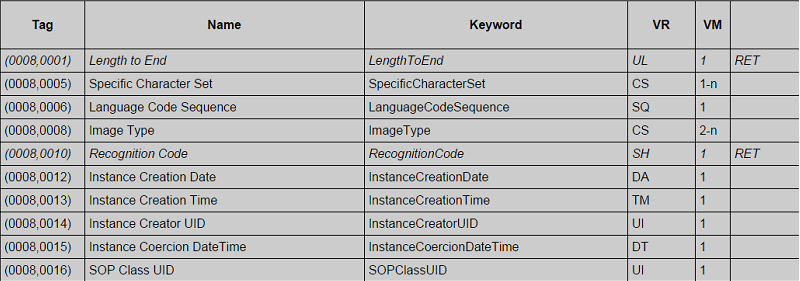 Tag Name Keyword VR VM
(0008,0001) Length to End LengthToEnd UL 1 RET
(0008,0005) Specific Character Set SpecificCharacterSet CS 1-n
(0008,0006) Language Code Sequence LanguageCodeSequence SQ 1
(0008,0008) Image Type ImageType CS 2-n
(0008,0010) Recognition Code RecognitionCode SH 1 RET
(0008,0012) Instance Creation Date InstanceCreationDate DA 1
(0008,0013) Instance Creation Time InstanceCreationTime TM 1
(0008,0014) Instance Creator UID InstanceCreatorUID UI 1
(0008,0015) Instance Coercion DateTime InstanceCoercionDateTime DT 1
(0008,0016) SOP Class UID SOPClassUID UI 1